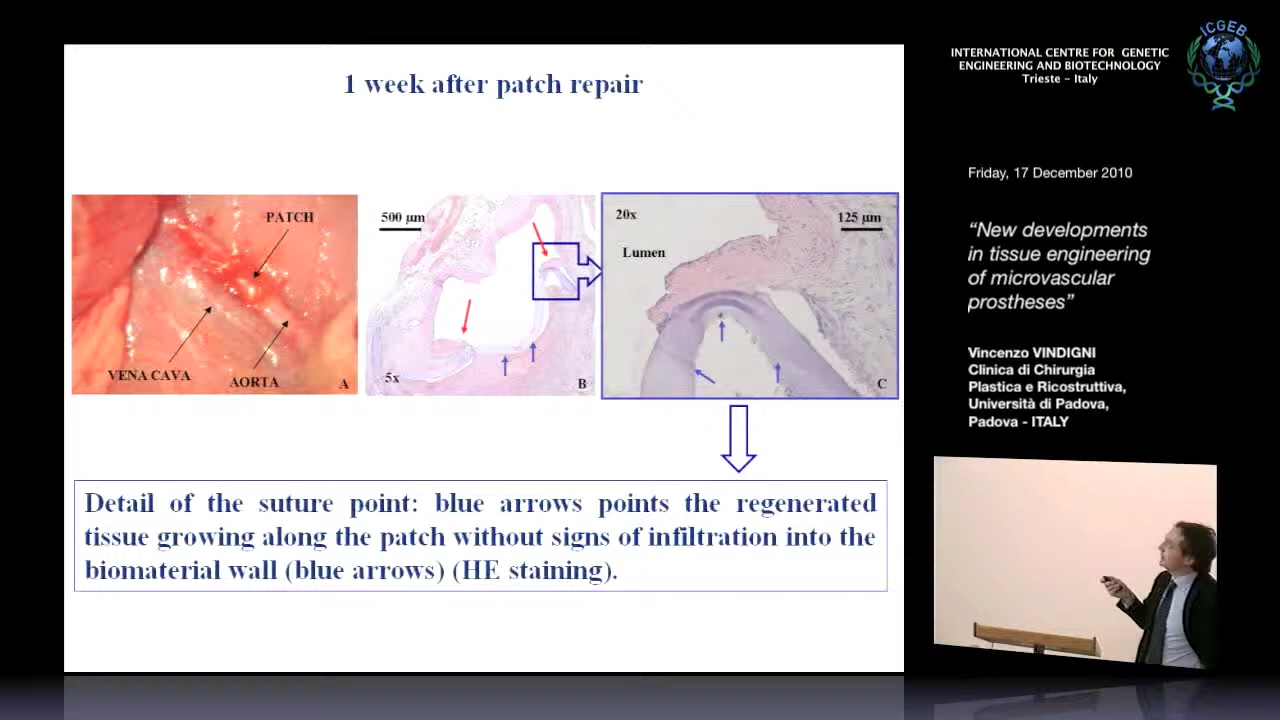 1 week after patch repair
PATCH
VENA CAVA
AORTA
A
500 µm
5x
B
20x
125 µm
Lumen
C
Detail of the suture point: blue arrows points the regenerated
tissue growing along the patch without signs of infiltration into the
biomaterial wall (blue arrows) (HE staining).
INTERNATIONAL CENTRE FOR GENETIC
ENGINEERING AND BIOTECHNOLOGY
Trieste - Italy
ICGEB
Friday, 17 December 2010
“New developments
in tissue engineering
of microvascular
prostheses”
Vincenzo VINDIGNI
Clinica di Chirurgia
Plastica e Ricostruttiva,
Università di Padova,
Padova - ITALY